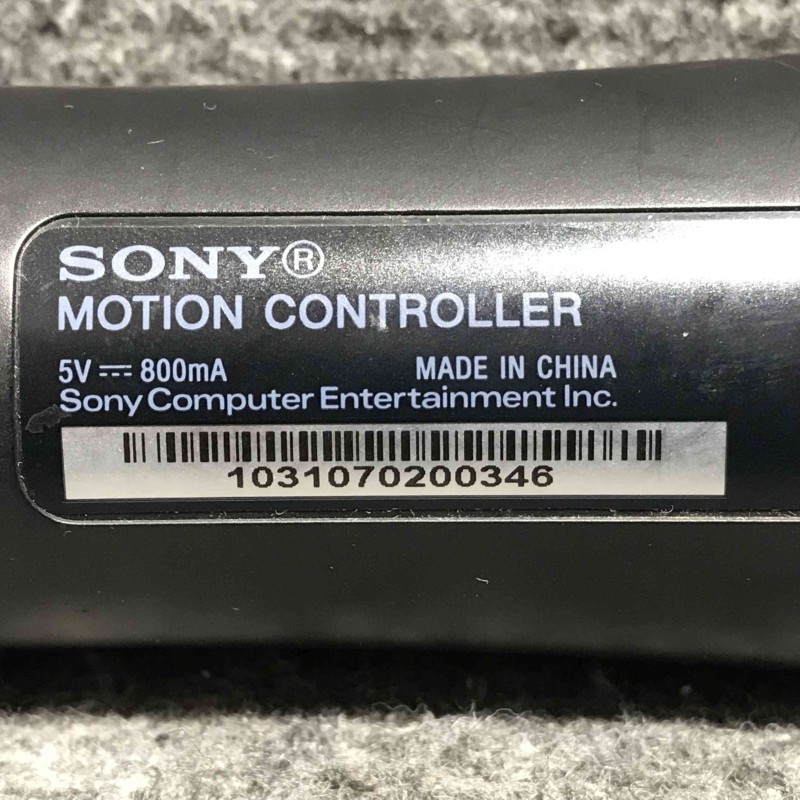 SONY®
MOTION CONTROLLER
5V ⎓ 800mA MADE IN CHINA
Sony Computer Entertainment Inc.
1031070200346